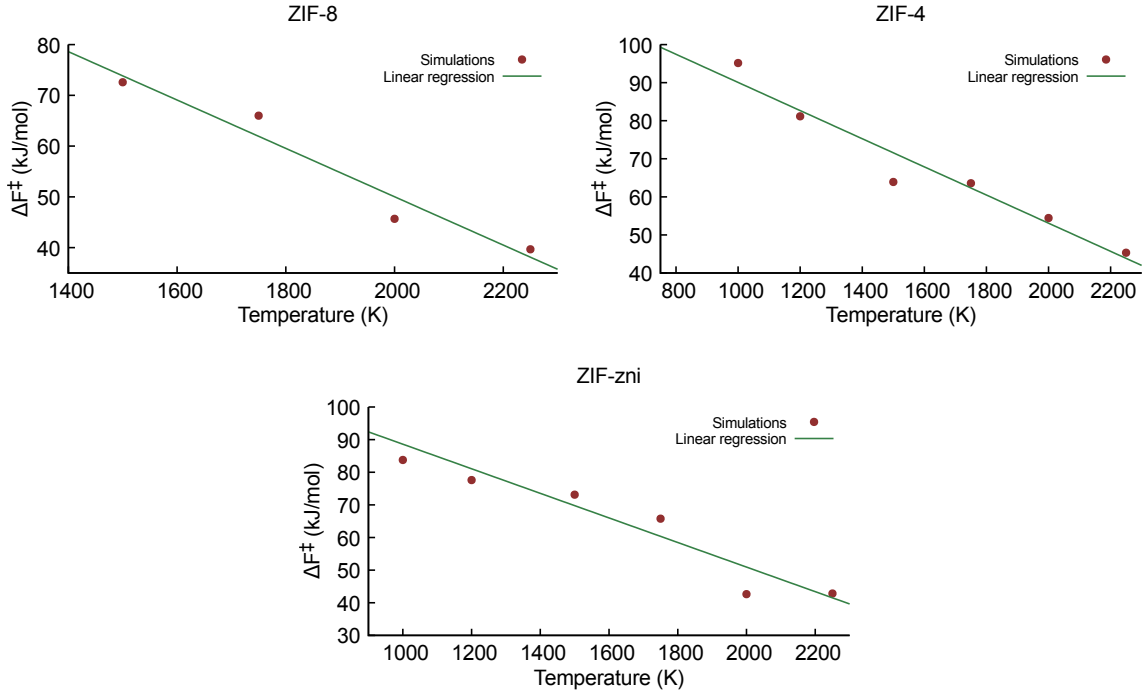 ZIF-8
80
70
60
50
40
1400 1600 1800 2000 2200
ΔF‡ (kJ/mol)
Temperature (K)
Simulations
Linear regression
ZIF-4
100
90
80
70
60
50
40
800 1000 1200 1400 1600 1800 2000 2200
ΔF‡ (kJ/mol)
Temperature (K)
Simulations
Linear regression
ZIF-zni
100
90
80
70
60
50
40
30
1000 1200 1400 1600 1800 2000 2200
ΔF‡ (kJ/mol)
Temperature (K)
Simulations
Linear regression